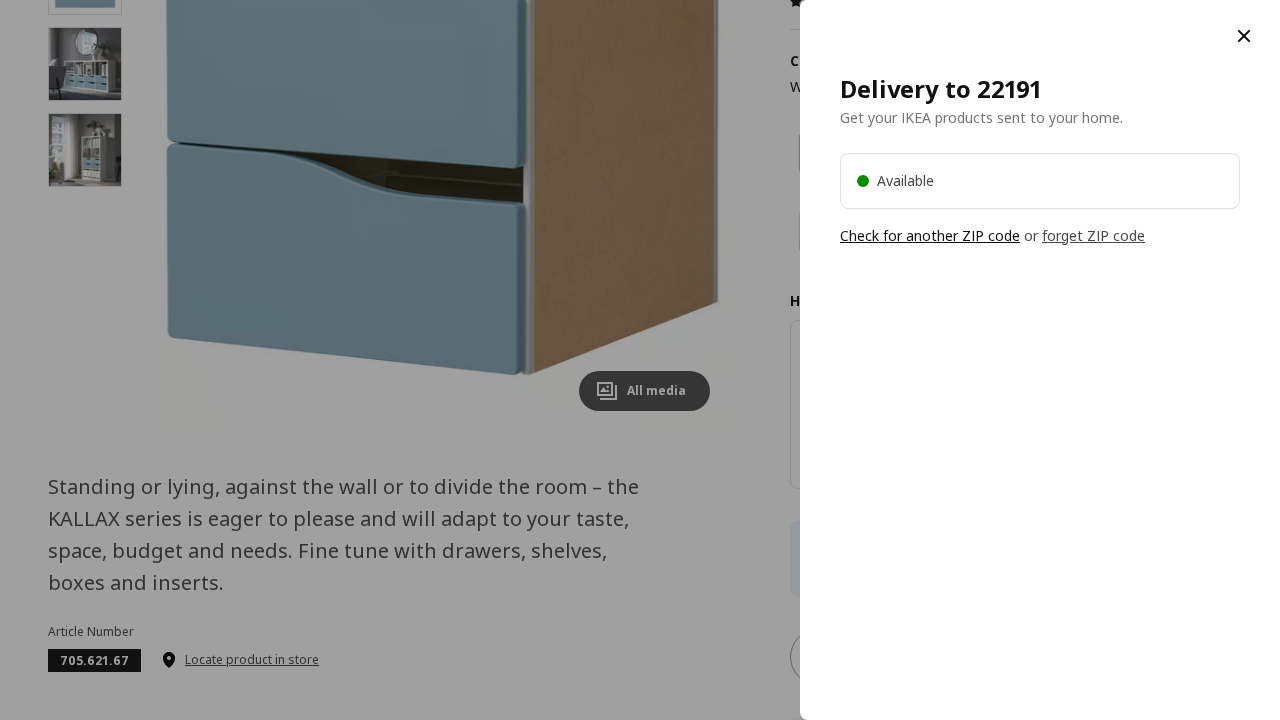 Delivery to 22191
Get your IKEA products sent to your home.
Available
Check for another ZIP code or forget ZIP code
All media
Standing or lying, against the wall or to divide the room – the
KALLAX series is eager to please and will adapt to your taste,
space, budget and needs. Fine tune with drawers, shelves,
boxes and inserts.
Article Number
705.621.67
Locate product in store